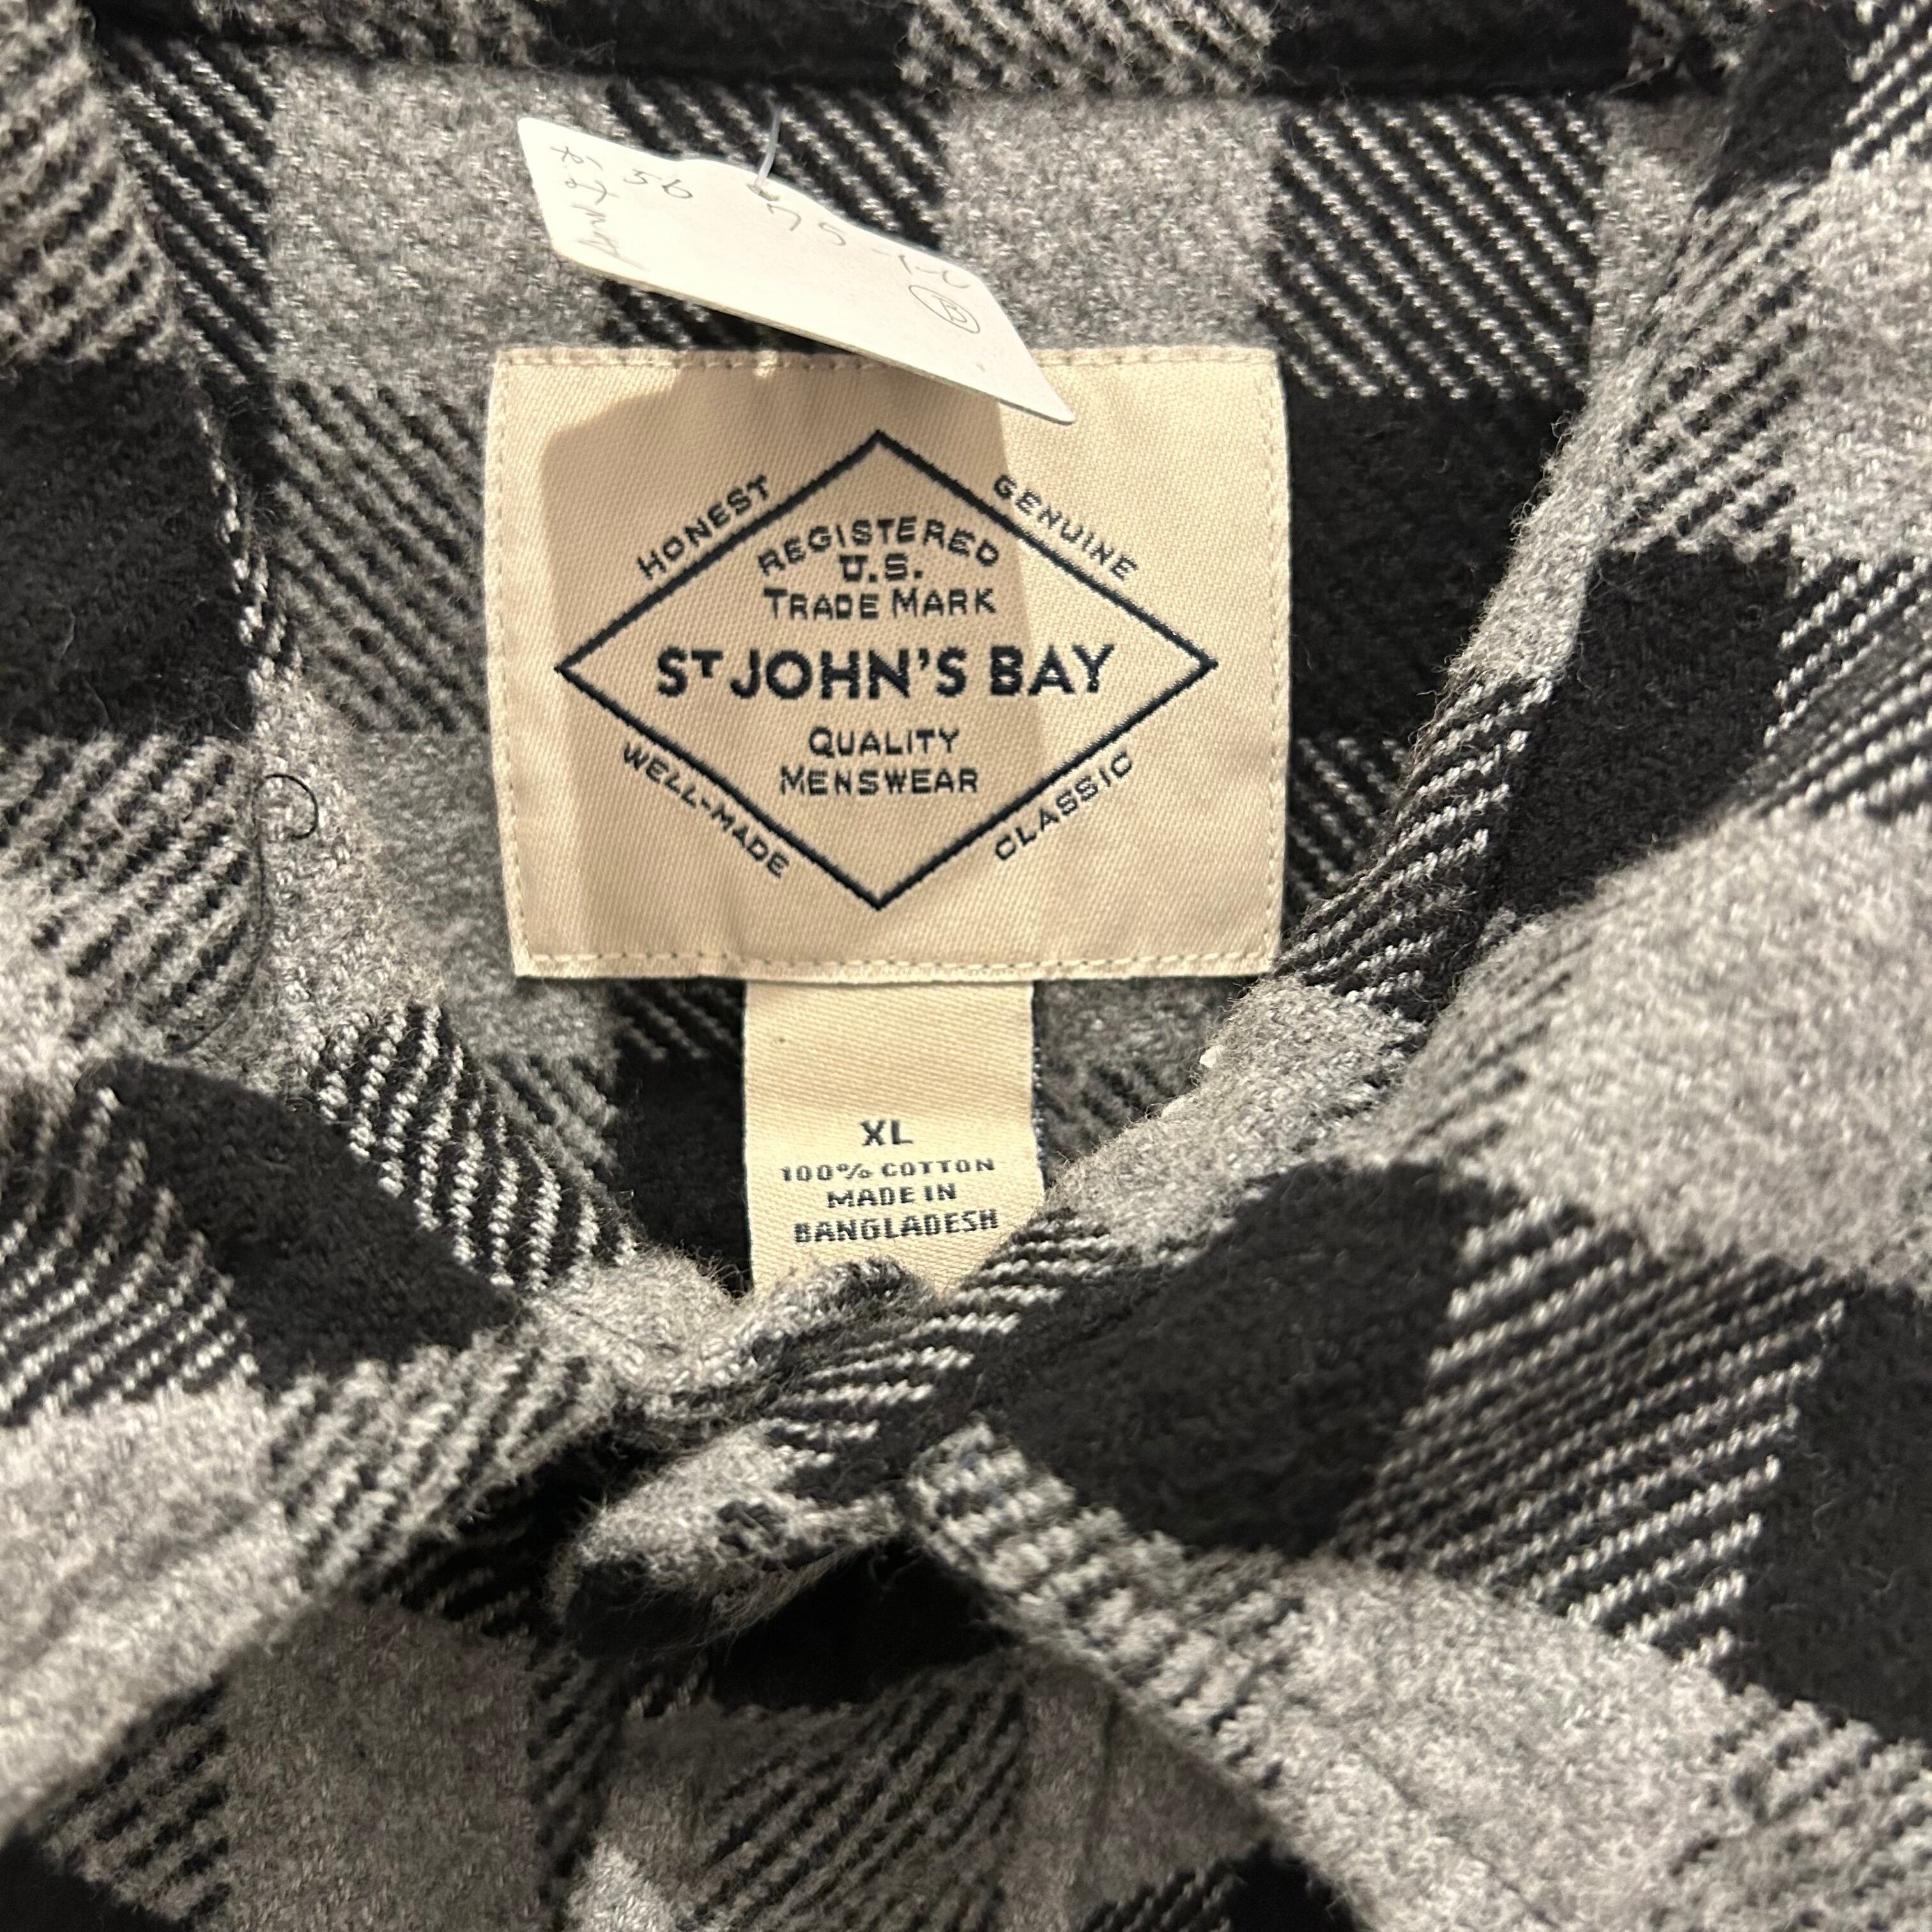 HONEST
GENUINE
REGISTERED
U.S.
TRADE MARK
ST JOHN'S BAY
QUALITY
MENSWEAR
WELL-MADE
CLASSIC
XL
100% COTTON
MADE IN
BANGLADESH